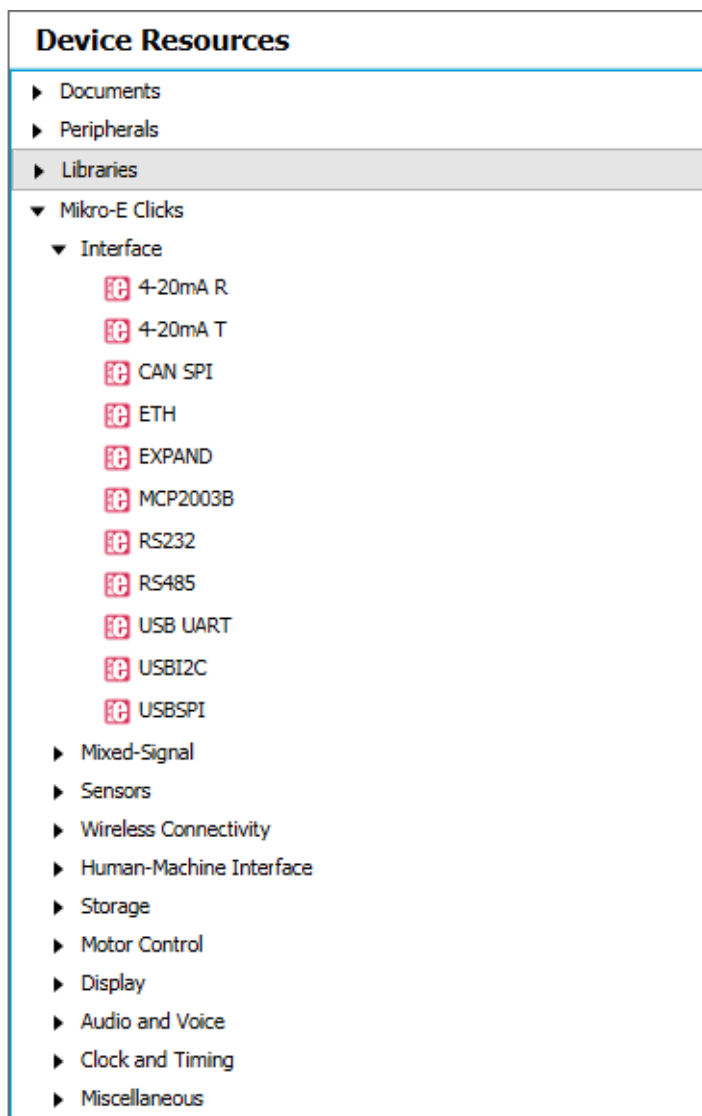 Device Resources
Documents
Peripherals
Libraries
Mikro-E Clicks
Interface
4-20mA R
4-20mA T
CAN SPI
ETH
EXPAND
MCP2003B
RS232
RS485
USB UART
USBI2C
USBSPI
Mixed-Signal
Sensors
Wireless Connectivity
Human-Machine Interface
Storage
Motor Control
Display
Audio and Voice
Clock and Timing
Miscellaneous